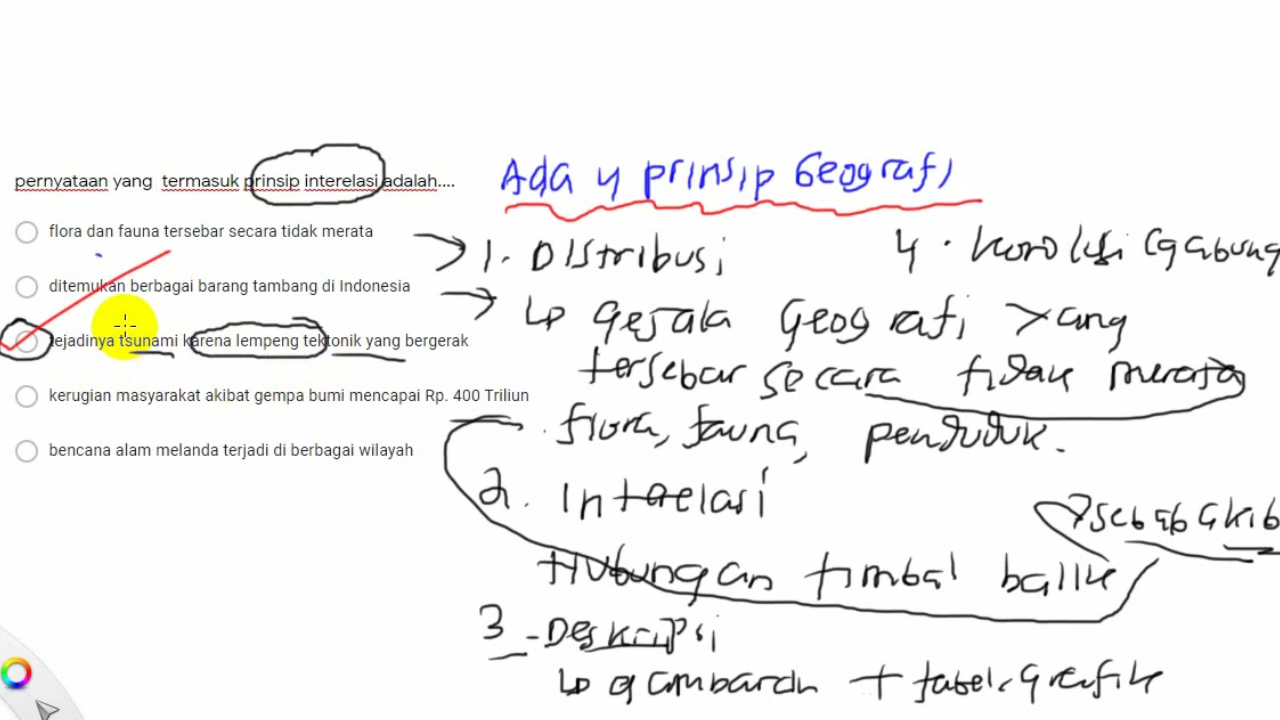 pernyataan yang termasuk prinsip interelasi adalah....
flora dan fauna tersebar secara tidak merata
ditemukan berbagai barang tambang di Indonesia
tejadinya tsunami karena lempeng tektonik yang bergerak
kerugian masyarakat akibat gempa bumi mencapai Rp. 400 Triliun
bencana alam melanda terjadi di berbagai wilayah
Ada 4 prinsip Geografi
1. Distribusi
4. (gabung
↳ gejala Geografi yang
tersebar secara tidak merata
. flora, fauna, penduduk.
2. Interelasi
→ sebab akib
Hubungan timbal balik
3 - Deskripsi
↳ gambaran + tabel, grafik